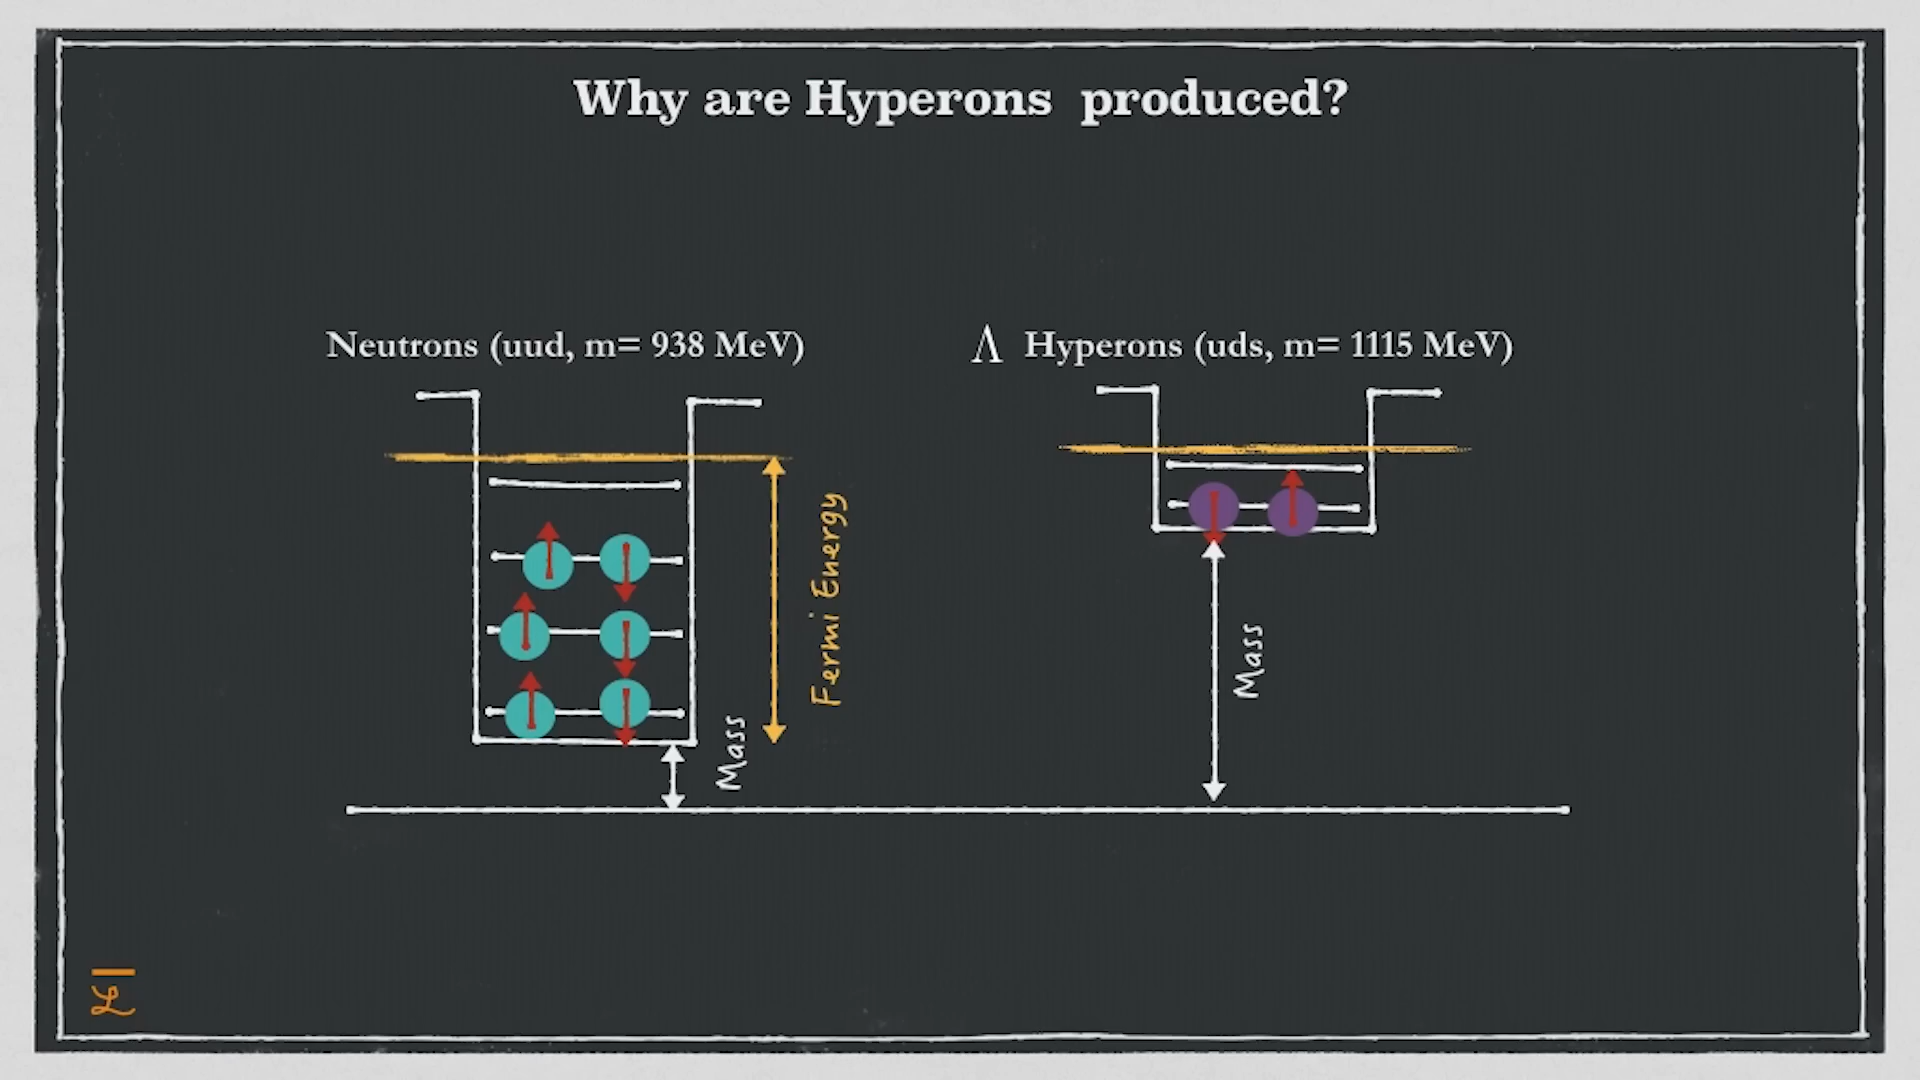 Why are Hyperons produced?
Neutrons (uud, m= 938 MeV)
Λ Hyperons (uds, m= 1115 MeV)
Fermi Energy
Mass
Mass